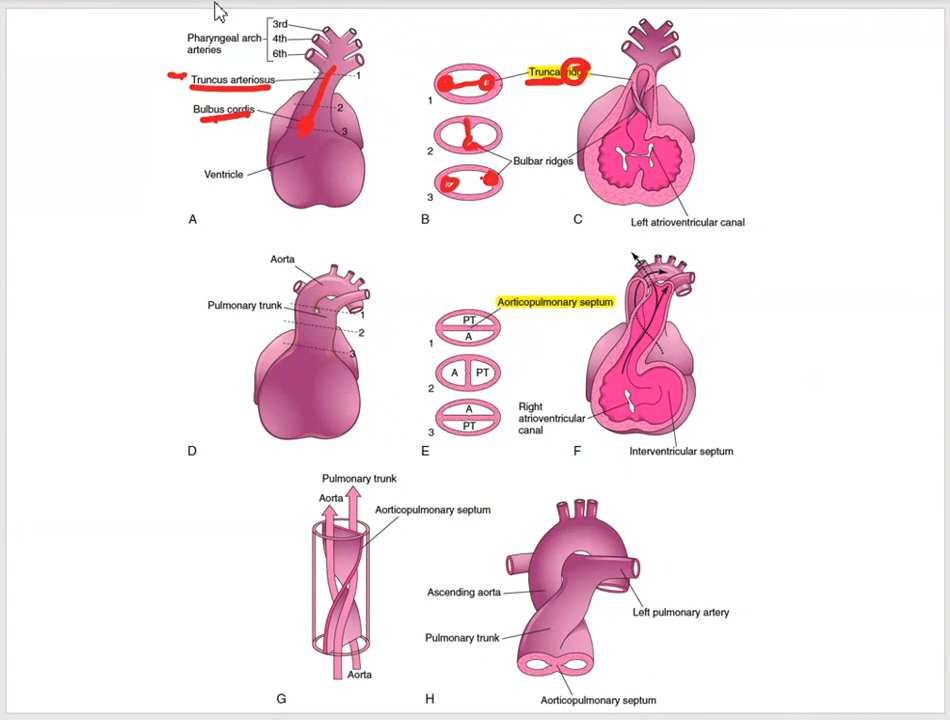 3rd
Pharyngeal arch 4th
arteries
6th
Truncus arteriosus
1
Bulbus cordis
2
3
Ventricle
A
1
2
3
B
Truncal
Bulbar ridges
C
Left atrioventricular canal
Aorta
Pulmonary trunk
1
2
3
D
Aorticopulmonary septum
PT
A
1
A PT
2
A
PT
3
E
Right
atrioventricular
canal
F
Interventricular septum
Pulmonary trunk
Aorta
Aorticopulmonary septum
Aorta
G
Ascending aorta
Left pulmonary artery
Pulmonary trunk
H
Aorticopulmonary septum